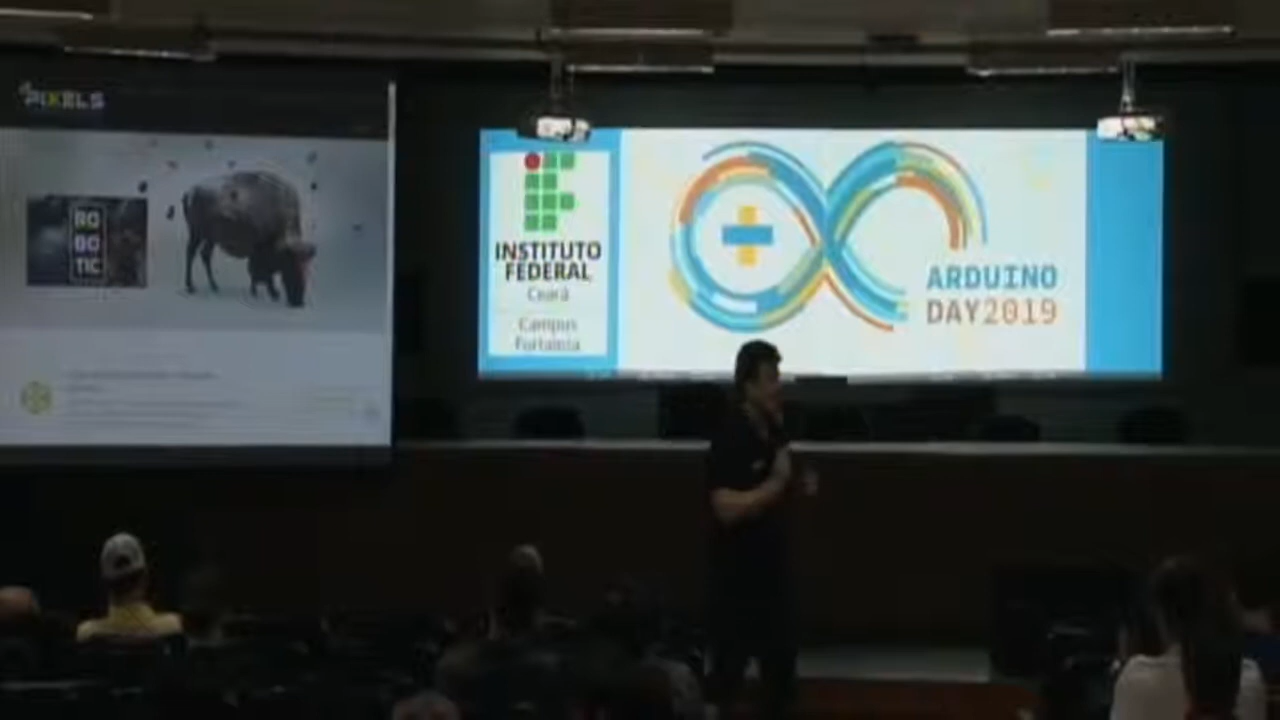 PIXELS
RO
BO
TIC
INSTITUTO
FEDERAL
Ceará
Campus
Fortaleza
ARDUINO
DAY2019